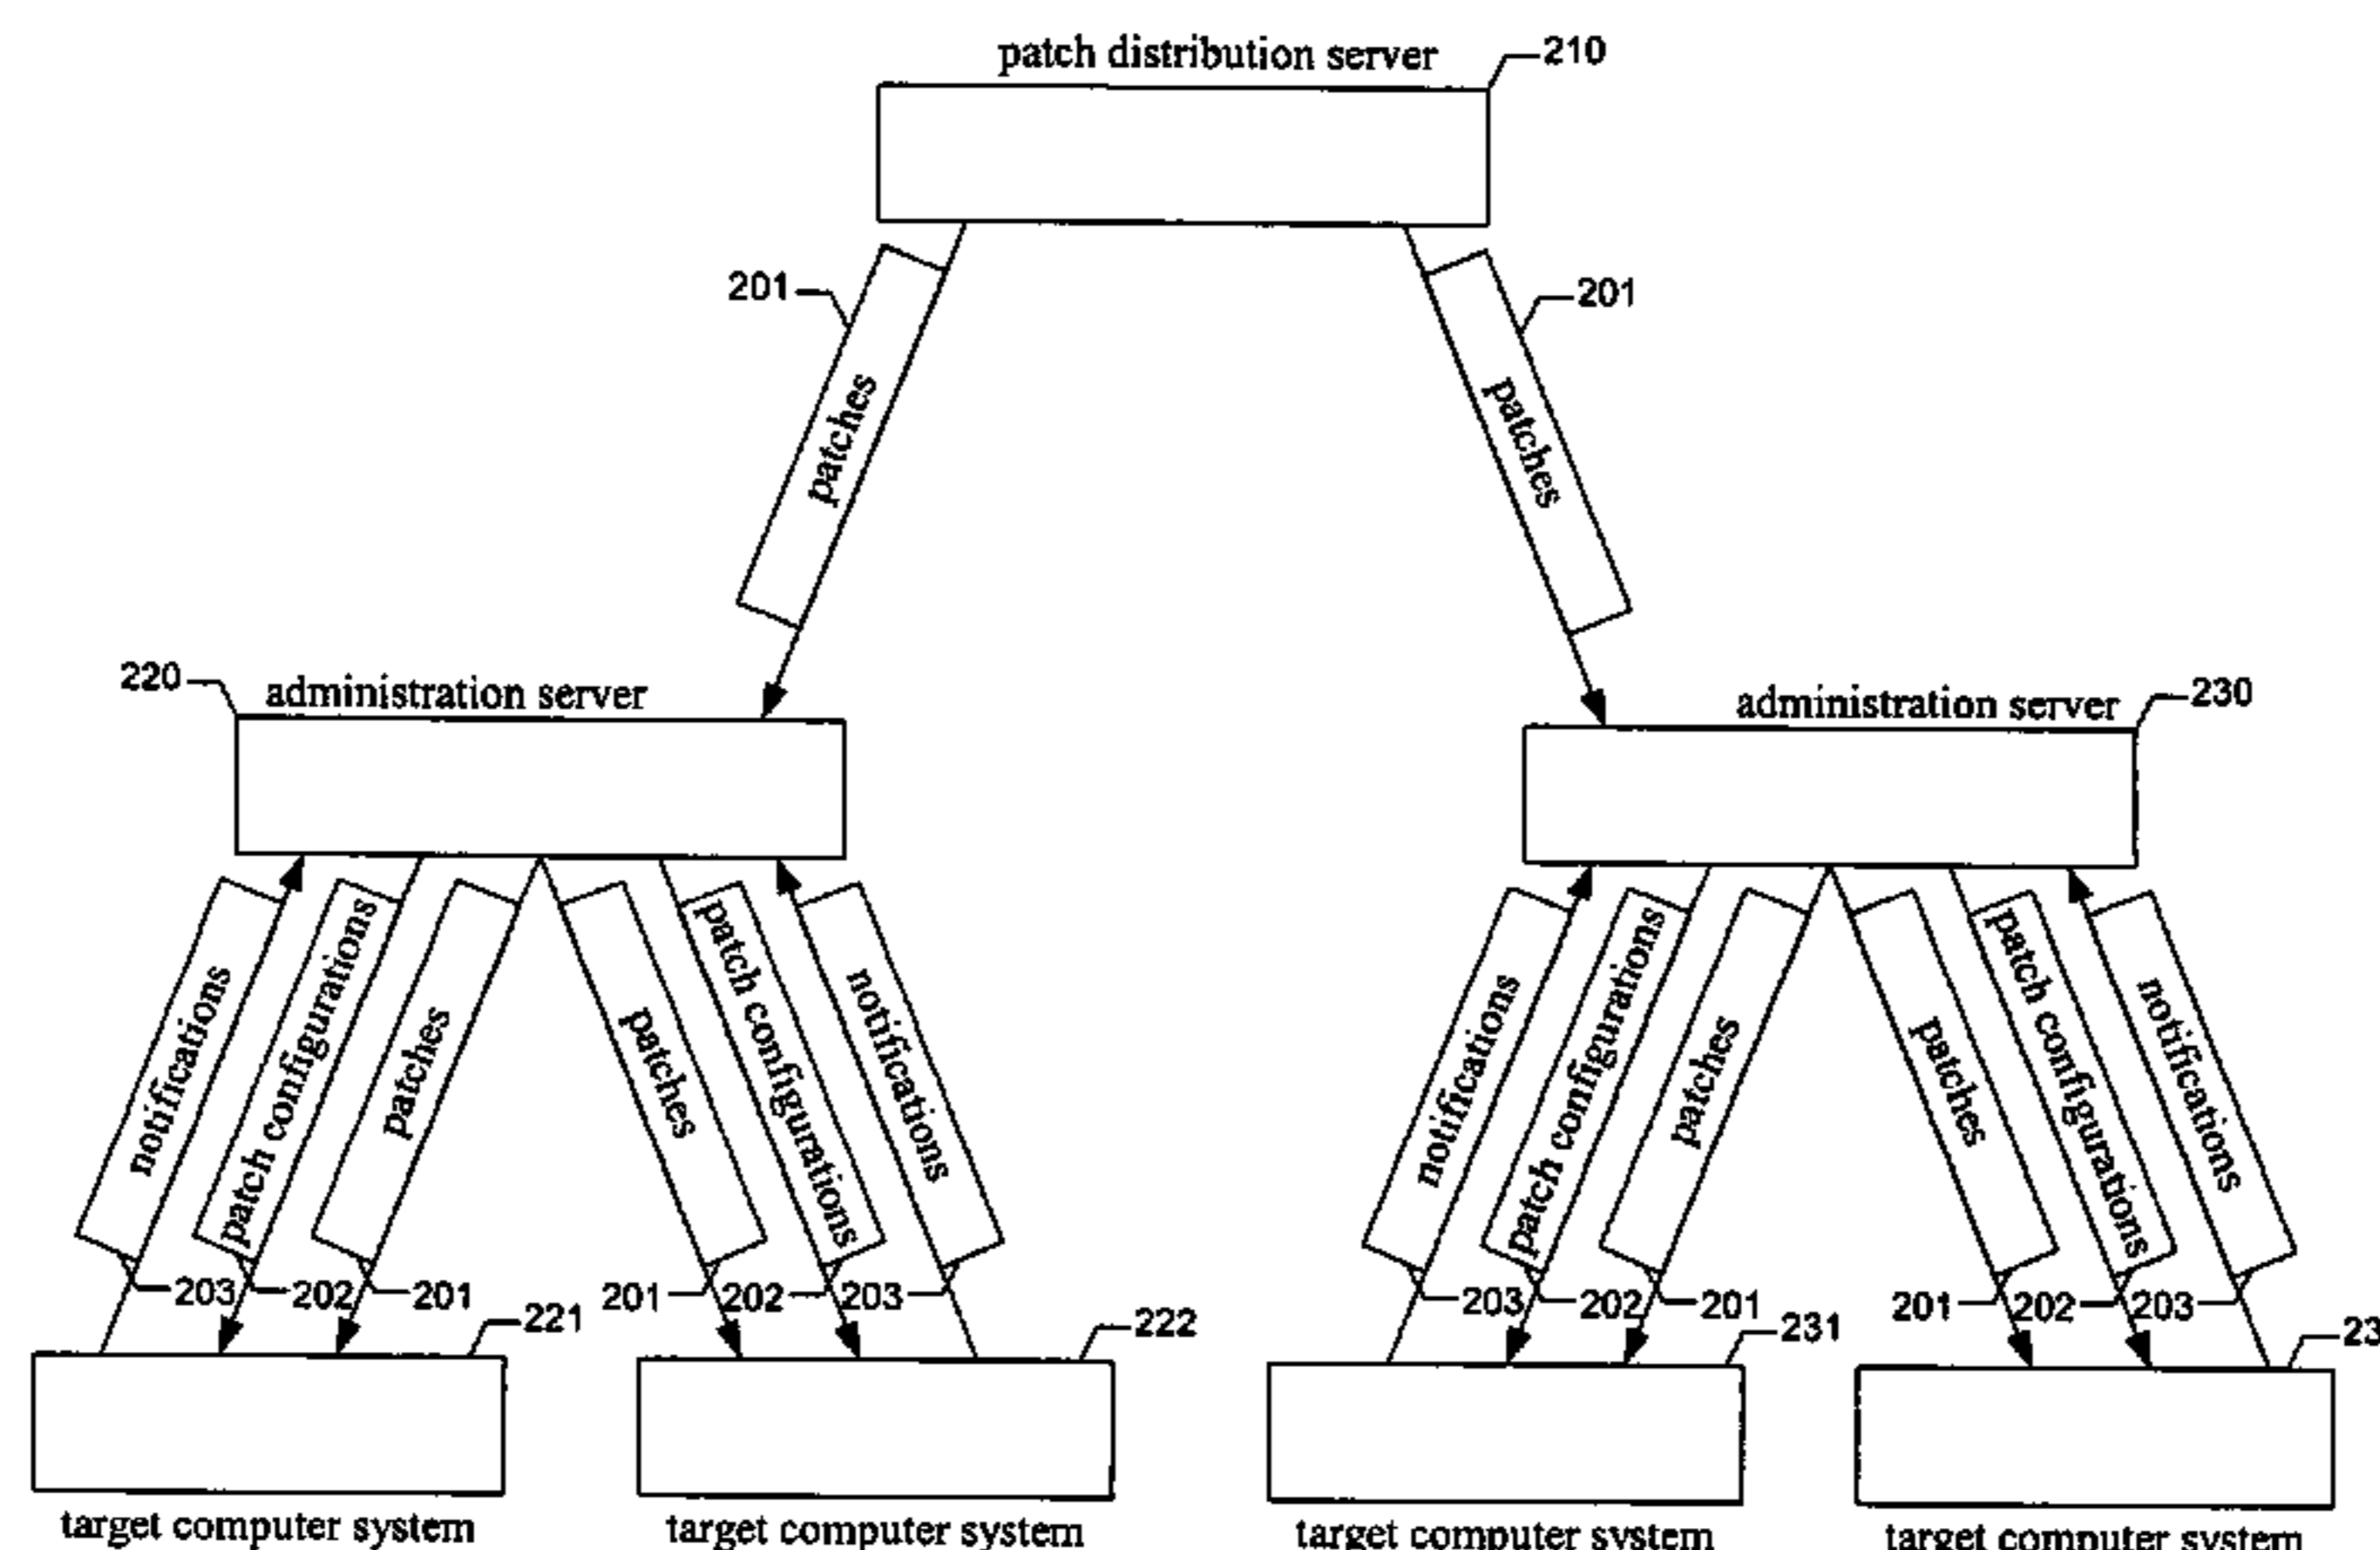 patch distribution server
210
201
201
patches
patches
220
administration server
administration server
230
notifications
patch configurations
patches
patches
patch configurations
notifications
notifications
patch configurations
patches
patches
patch configurations
notifications
203
202
201
201
202
203
203
202
201
201
202
203
221
222
231
23
target computer system
target computer system
target computer system
target computer system